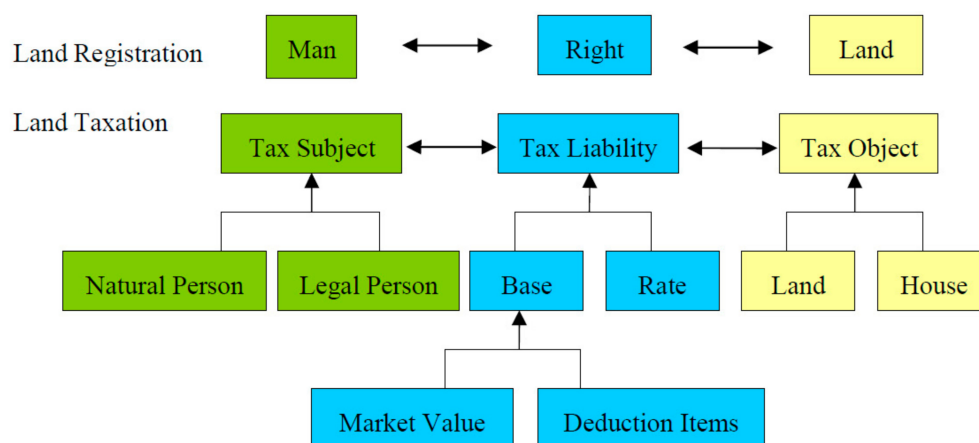 Land Registration
Man
Right
Land
Land Taxation
Tax Subject
Tax Liability
Tax Object
Natural Person
Legal Person
Base
Rate
Land
House
Market Value
Deduction Items